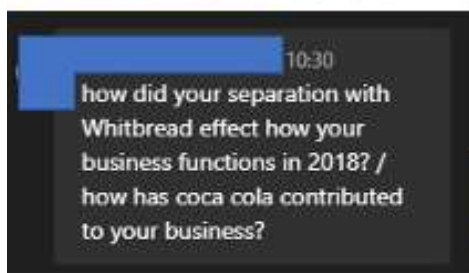 10:30
how did your separation with
Whitbread effect how your
business functions in 2018? /
how has coca cola contributed
to your business?